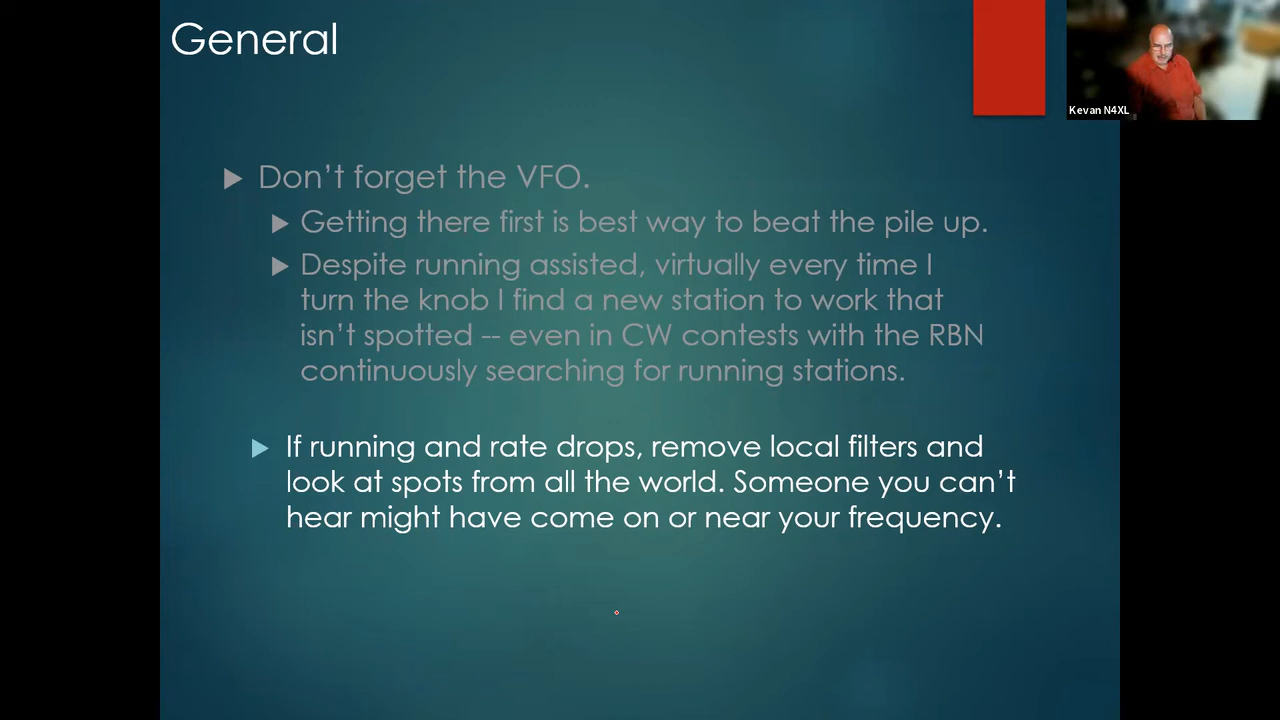 General
Kevan N4XL
Don’t forget the VFO.
Getting there first is best way to beat the pile up.
Despite running assisted, virtually every time I
turn the knob I find a new station to work that
isn’t spotted -- even in CW contests with the RBN
continuously searching for running stations.
If running and rate drops, remove local filters and
look at spots from all the world. Someone you can’t
hear might have come on or near your frequency.